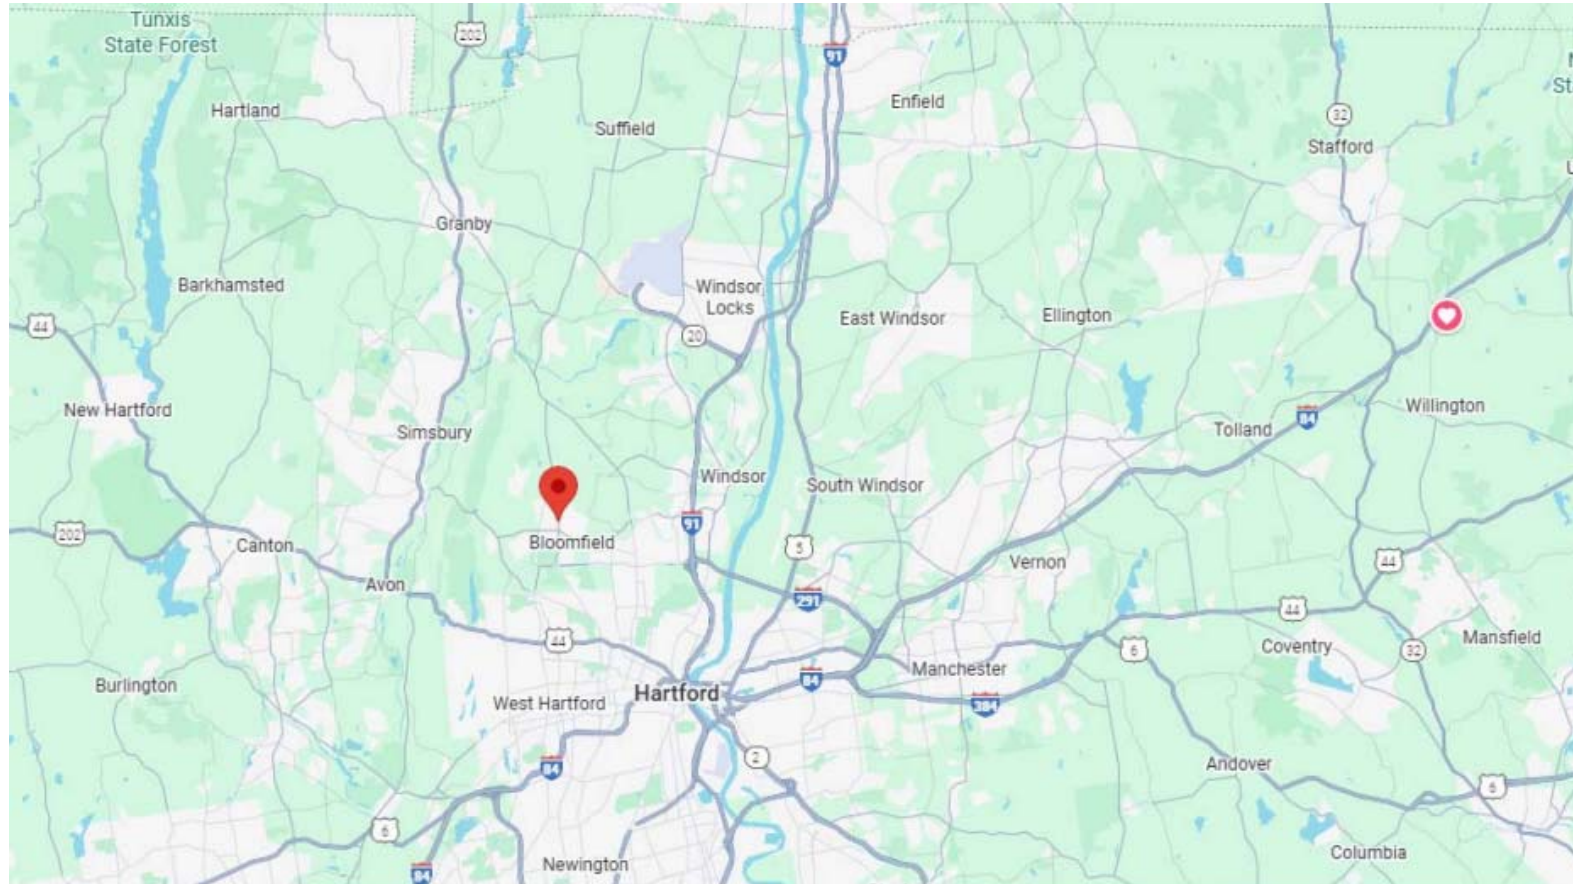 Tunxis
State Forest
202
91
Enfield
Hartland
Suffield
32
Stafford
Granby
Barkhamsted
Windsor
Locks
44
20
East Windsor
Ellington
New Hartford
Simsbury
84
Tolland
Willington
Windsor
South Windsor
91
202
Canton
Bloomfield
5
Vernon
44
Avon
291
44
44
6
Coventry
32
Mansfield
Manchester
84
Burlington
West Hartford
Hartford
384
84
2
Andover
6
6
Newington
84
Columbia